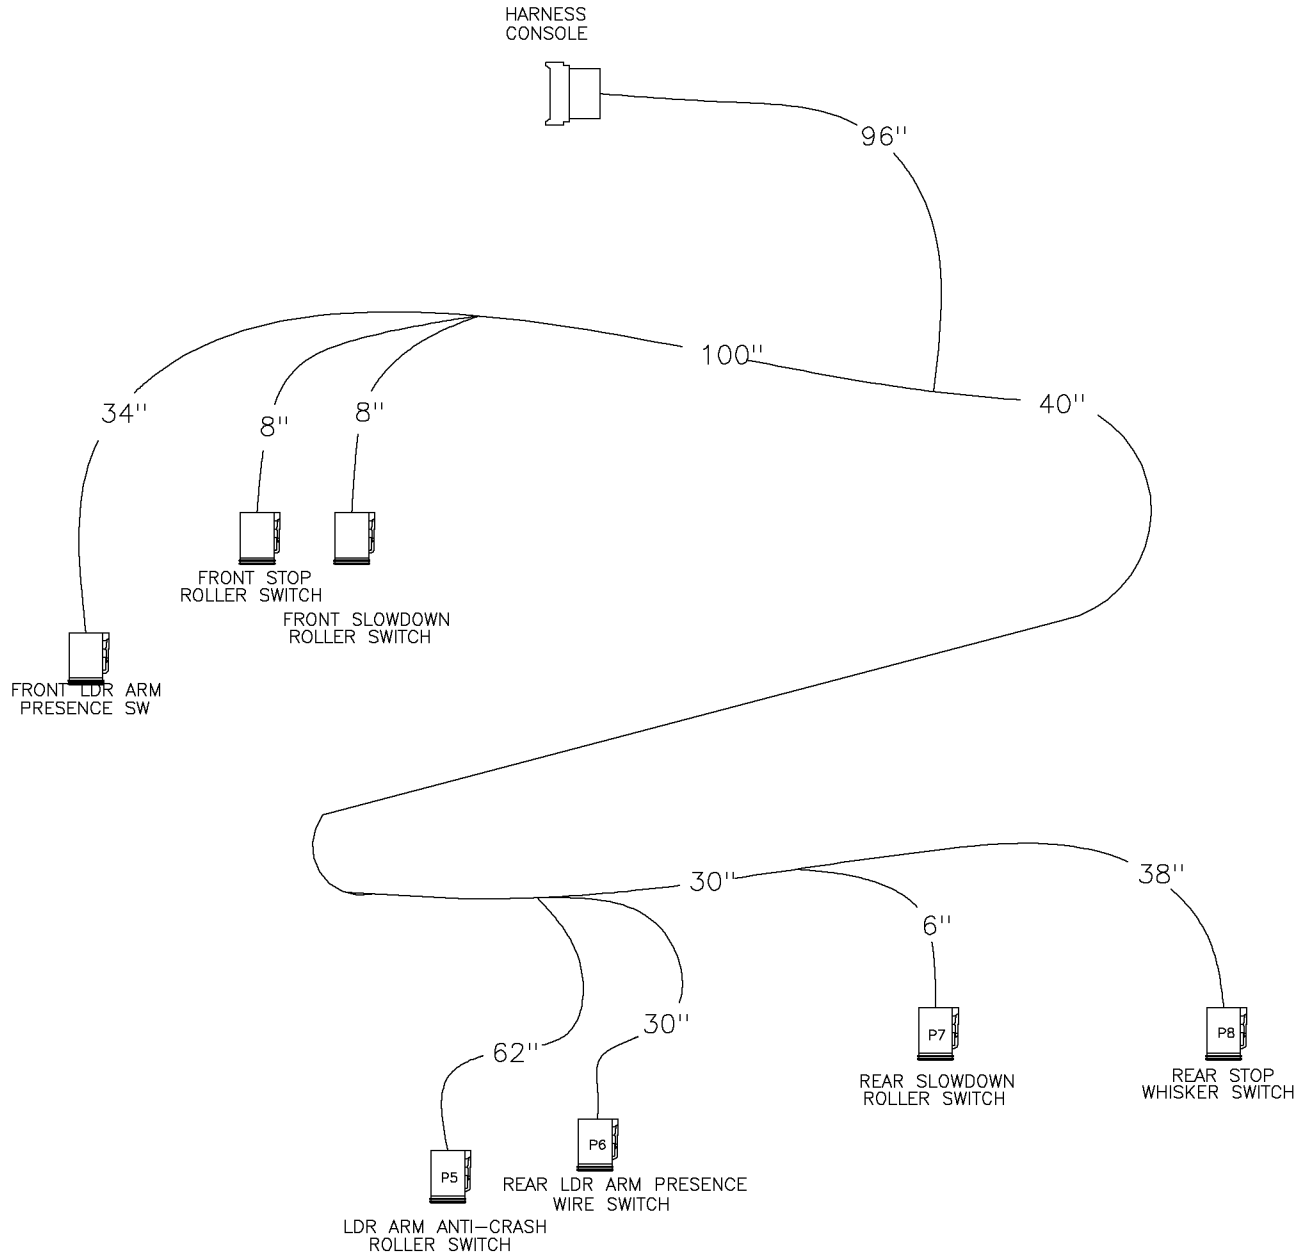 HARNESS
CONSOLE
96"
100"
40"
34"
8"
8"
FRONT STOP
ROLLER SWITCH
FRONT SLOWDOWN
ROLLER SWITCH
FRONT LDR ARM
PRESENCE SW
30"
38"
6"
62"
30"
P7
P8
REAR SLOWDOWN
ROLLER SWITCH
REAR STOP
WHISKER SWITCH
P6
P5
REAR LDR ARM PRESENCE
WIRE SWITCH
LDR ARM ANTI-CRASH
ROLLER SWITCH